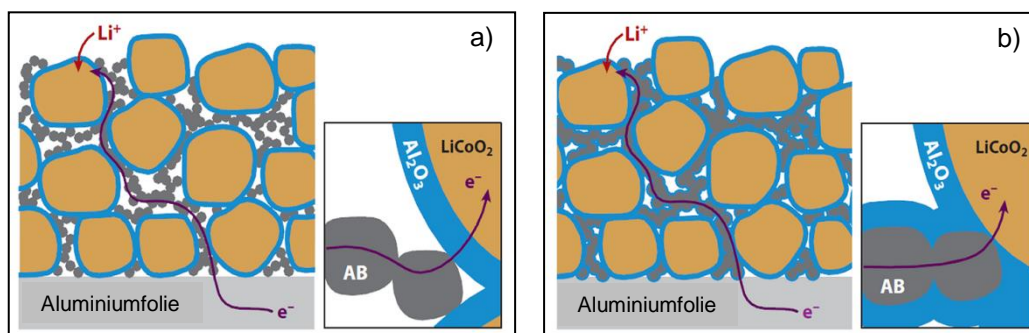 a)
Li⁺
LiCoO₂
Al₂O₃
e⁻
AB
Aluminiumfolie
e⁻
b)
Li⁺
LiCoO₂
Al₂O₃
e⁻
AB
Aluminiumfolie
e⁻